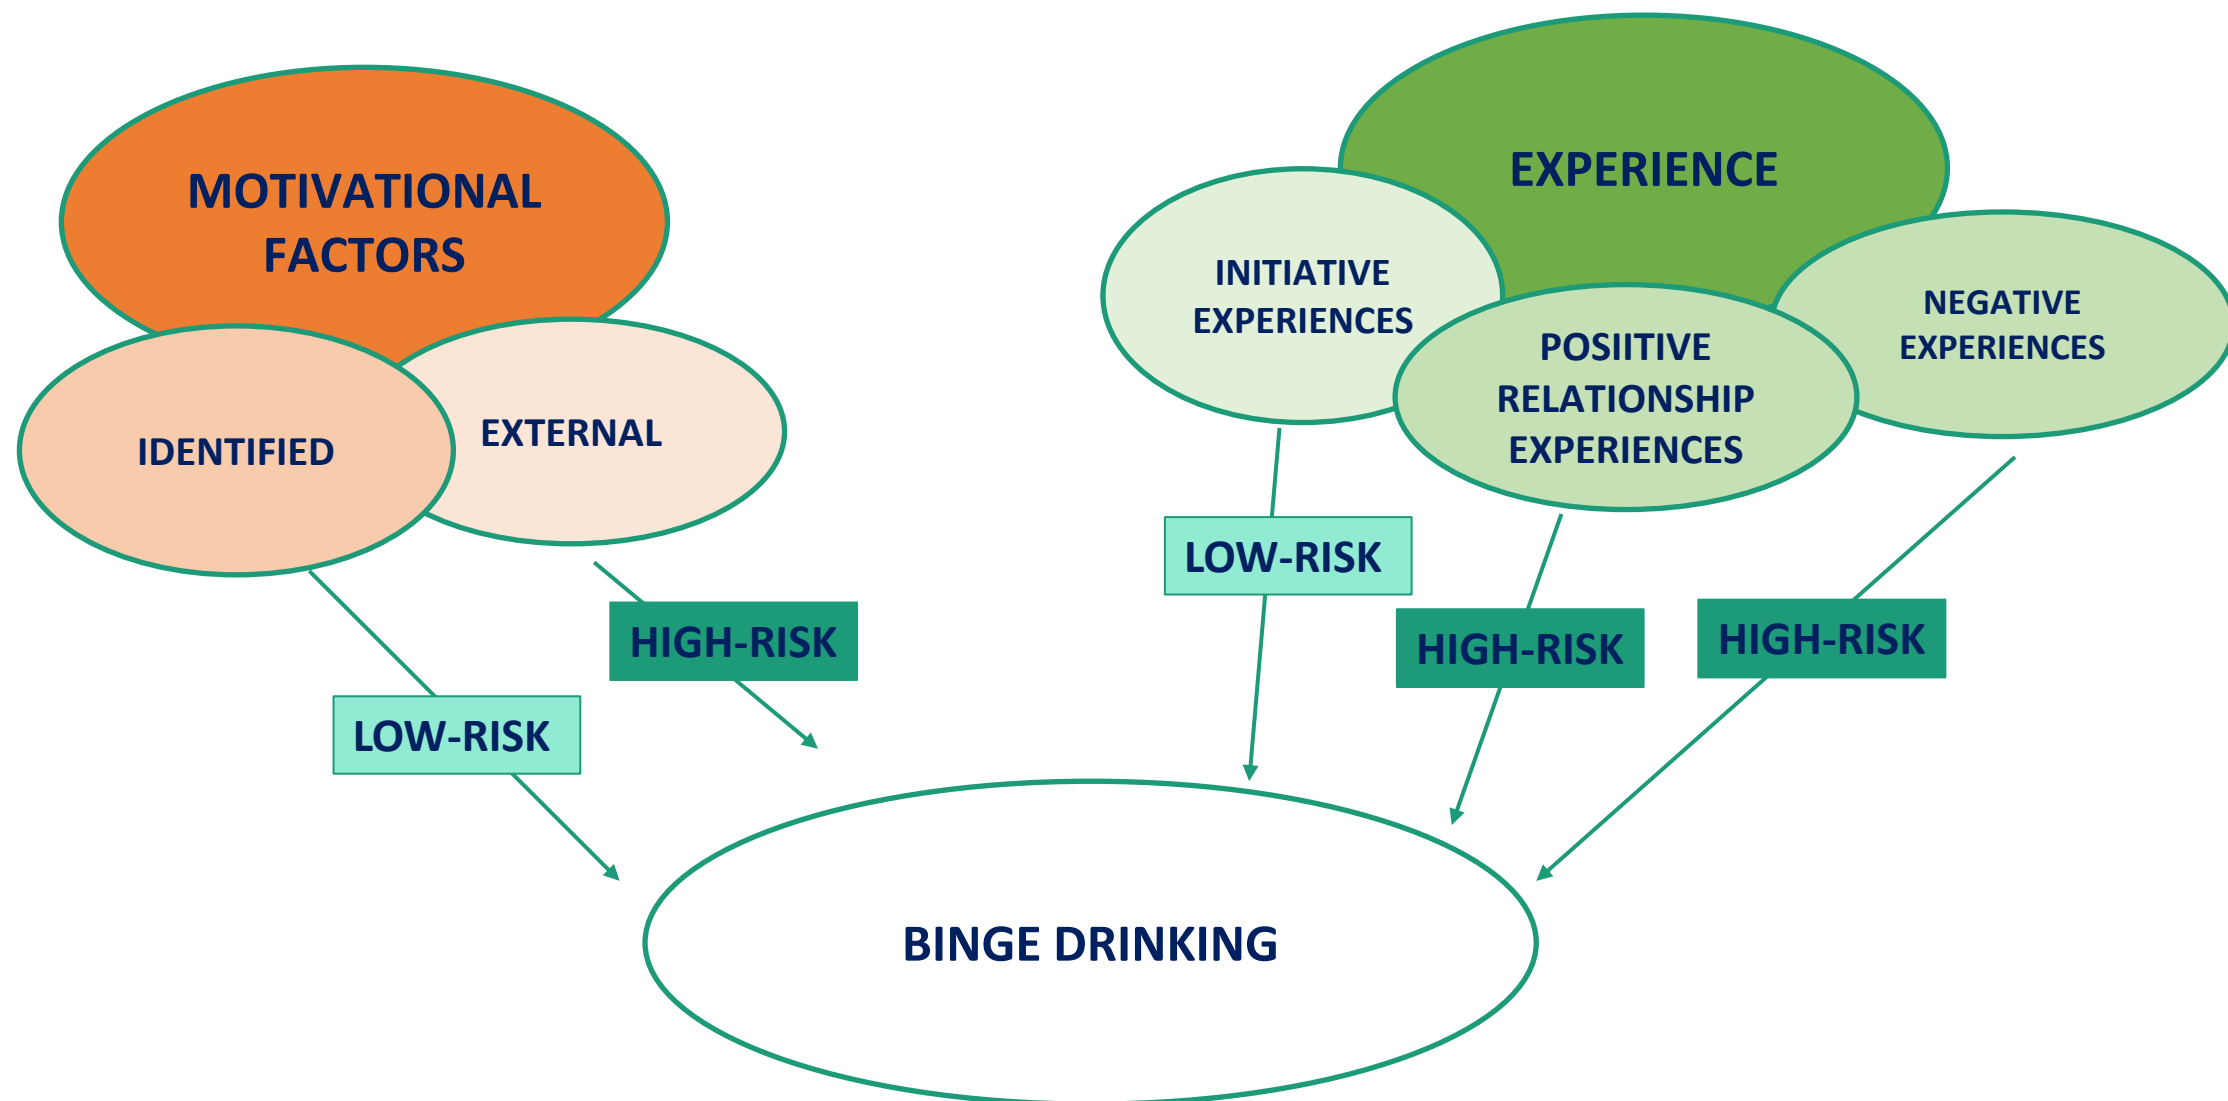 MOTIVATIONAL
FACTORS
IDENTIFIED
EXTERNAL
EXPERIENCE
INITIATIVE
EXPERIENCES
POSIITIVE
RELATIONSHIP
EXPERIENCES
NEGATIVE
EXPERIENCES
LOW-RISK
HIGH-RISK
LOW-RISK
HIGH-RISK
HIGH-RISK
BINGE DRINKING